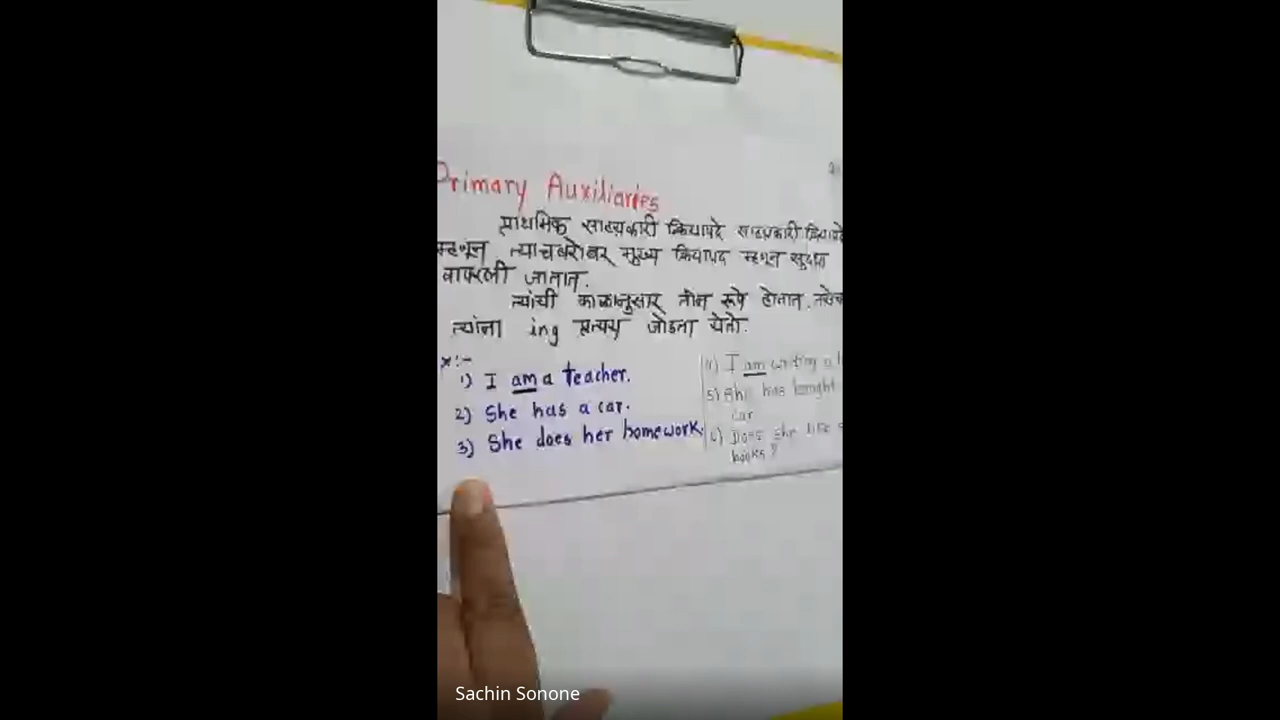 Primary Auxiliaries
प्राथमिक साहय्यकारी क्रियापदे साहय्यकारी
म्हणून त्याचबरोबर मुख्य क्रियापद म्हणून सुद्धा
वापरली जातात.
त्यांची काळानुसार तीन रूपे होतात. तसेच
त्यांना ing प्रत्यय जोडता येतो.
1) I am a teacher.
2) She has a car.
3) She does her homework.
4) I am writing a
5) She has bought
car
6) Does she like
books?
Sachin Sonone